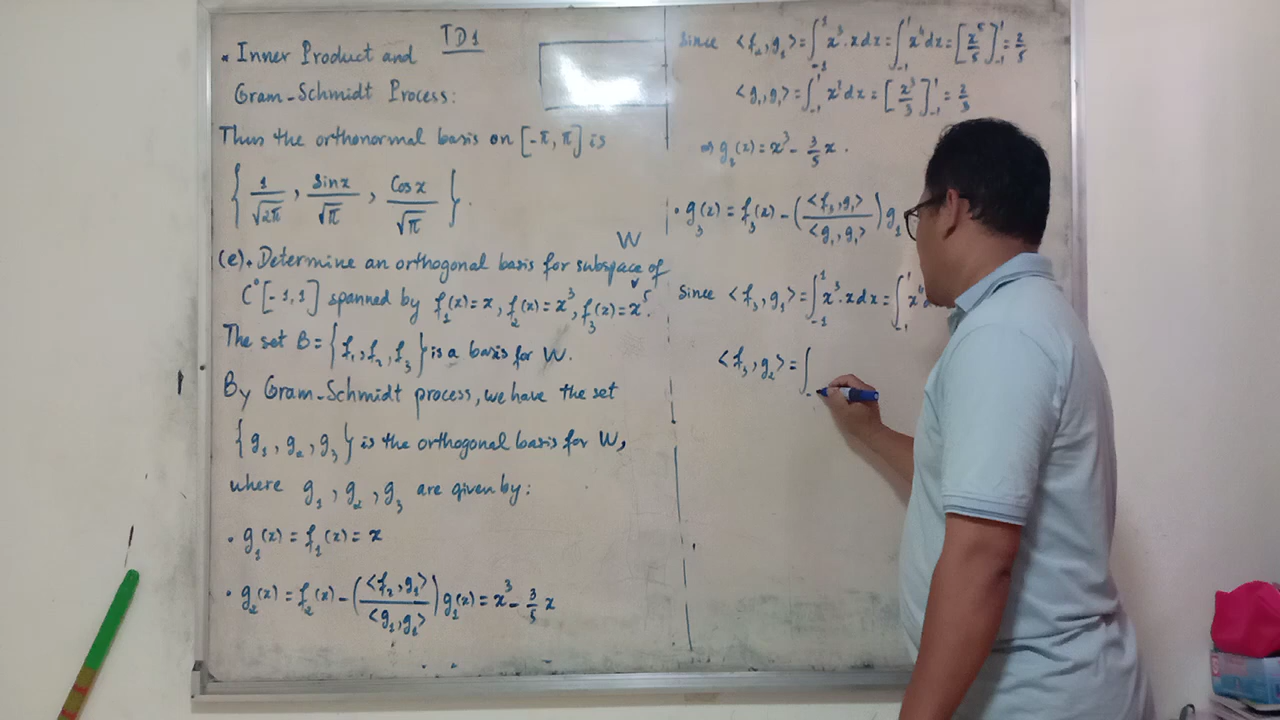 TD1
* Inner Product and
Gram-Schmidt Process:
Thus the orthonormal basis on [-π, π] is
{ 1/√2π , Sinx/√π , Cosx/√π }.
(e). Determine an orthogonal basis for subspace W of
C°[-1,1] spanned by f₁(x)=x, f₂(x)=x³, f₃(x)=x⁵.
The set B={f₁, f₂, f₃} is a basis for W.
By Gram-Schmidt process, we have the set
{g₁, g₂, g₃} is the orthogonal basis for W,
where g₁, g₂, g₃ are given by:
• g₁(x) = f₁(x) = x
• g₂(x) = f₂(x) - (<f₂,g₁>/<g₁,g₁>) g₁(x) = x³ - 3/5 x
Since <f₂,g₁> = ∫₋₁¹ x³.x dx = ∫₋₁¹ x⁴ dx = [x⁵/5]₋₁¹ = 2/5
<g₁,g₁> = ∫₋₁¹ x² dx = [x³/3]₋₁¹ = 2/3
⇒ g₂(x) = x³ - 3/5 x.
• g₃(x) = f₃(x) - (<f₃,g₁>/<g₁,g₁>) g₁
Since <f₃,g₁> = ∫₋₁¹ x⁵.x dx = ∫₋₁¹ x⁶
<f₃,g₂> = ∫₋